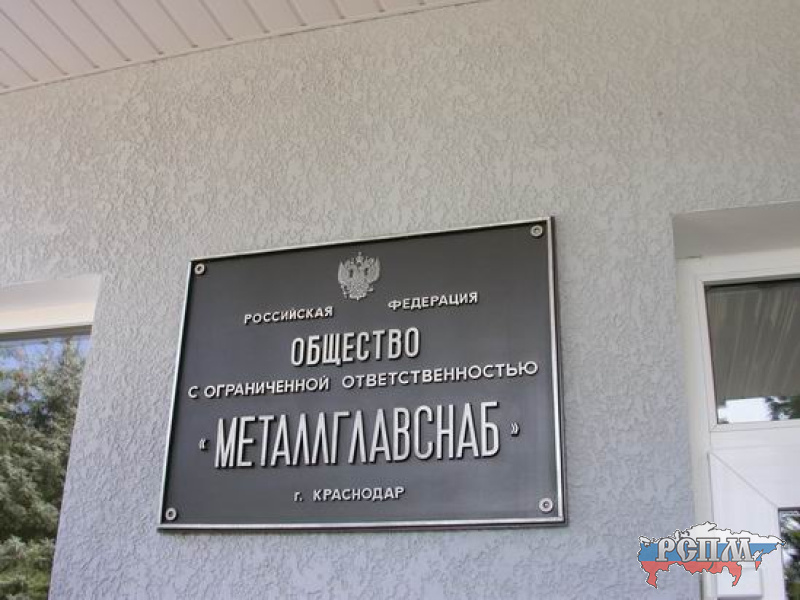 РОССИЙСКАЯ ФЕДЕРАЦИЯ
ОБЩЕСТВО
С ОГРАНИЧЕННОЙ ОТВЕТСТВЕННОСТЬЮ
«МЕТАЛЛГЛАВСНАБ»
г. КРАСНОДАР
РСПМ